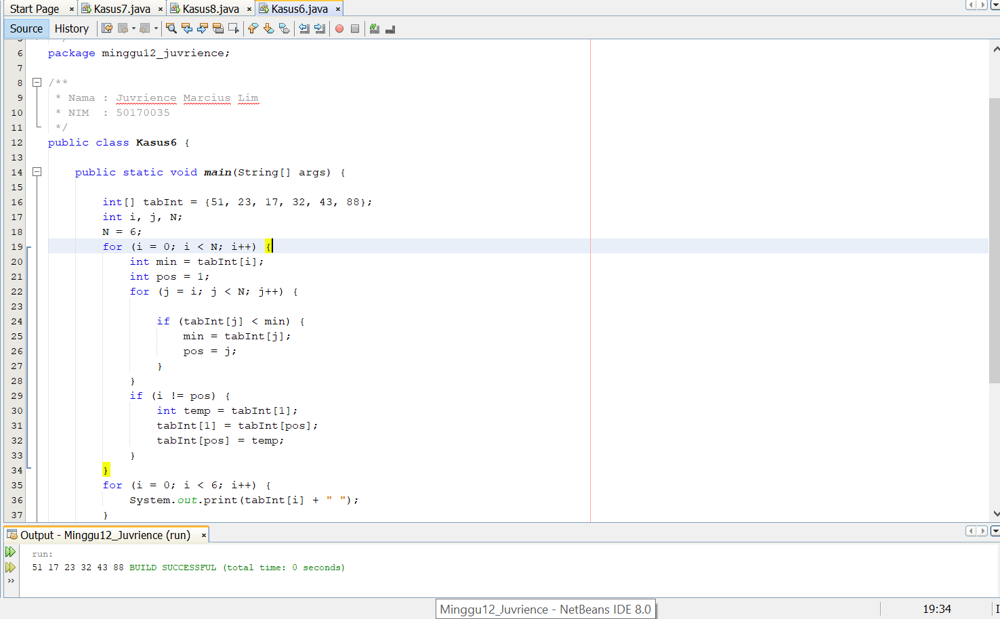 Start Page × Kasus7.java × Kasus8.java × Kasus6.java ×
Source History
5 */
6 package minggu12_juvrience;
7
8 /**
9 * Nama : Juvrience Marcius Lim
10 * NIM : 50170035
11 */
12 public class Kasus6 {
13
14 public static void main(String[] args) {
15
16 int[] tabInt = {51, 23, 17, 32, 43, 88};
17 int i, j, N;
18 N = 6;
19 for (i = 0; i < N; i++) {
20 int min = tabInt[i];
21 int pos = 1;
22 for (j = i; j < N; j++) {
23
24 if (tabInt[j] < min) {
25 min = tabInt[j];
26 pos = j;
27 }
28 }
29 if (i != pos) {
30 int temp = tabInt[1];
31 tabInt[1] = tabInt[pos];
32 tabInt[pos] = temp;
33 }
34 }
35 for (i = 0; i < 6; i++) {
36 System.out.print(tabInt[i] + " ");
37 }
Output - Minggu12_Juvrience (run) ×
run:
51 17 23 32 43 88 BUILD SUCCESSFUL (total time: 0 seconds)
Minggu12_Juvrience - NetBeans IDE 8.0
19:34